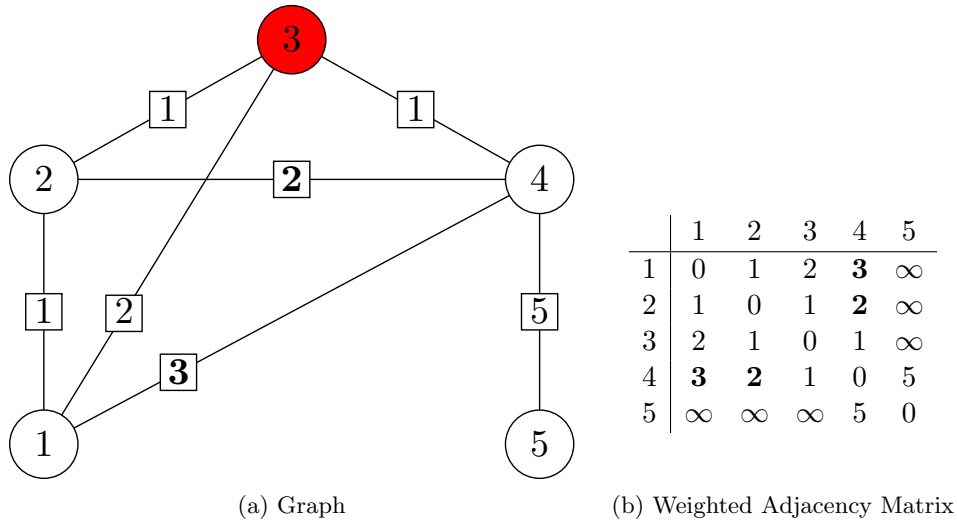 3
1 1
2 2 4
1 2 5
3
1 5
1 2 3 4 5
1 0 1 2 3 ∞
2 1 0 1 2 ∞
3 2 1 0 1 ∞
4 3 2 1 0 5
5 ∞ ∞ ∞ 5 0
(a) Graph
(b) Weighted Adjacency Matrix